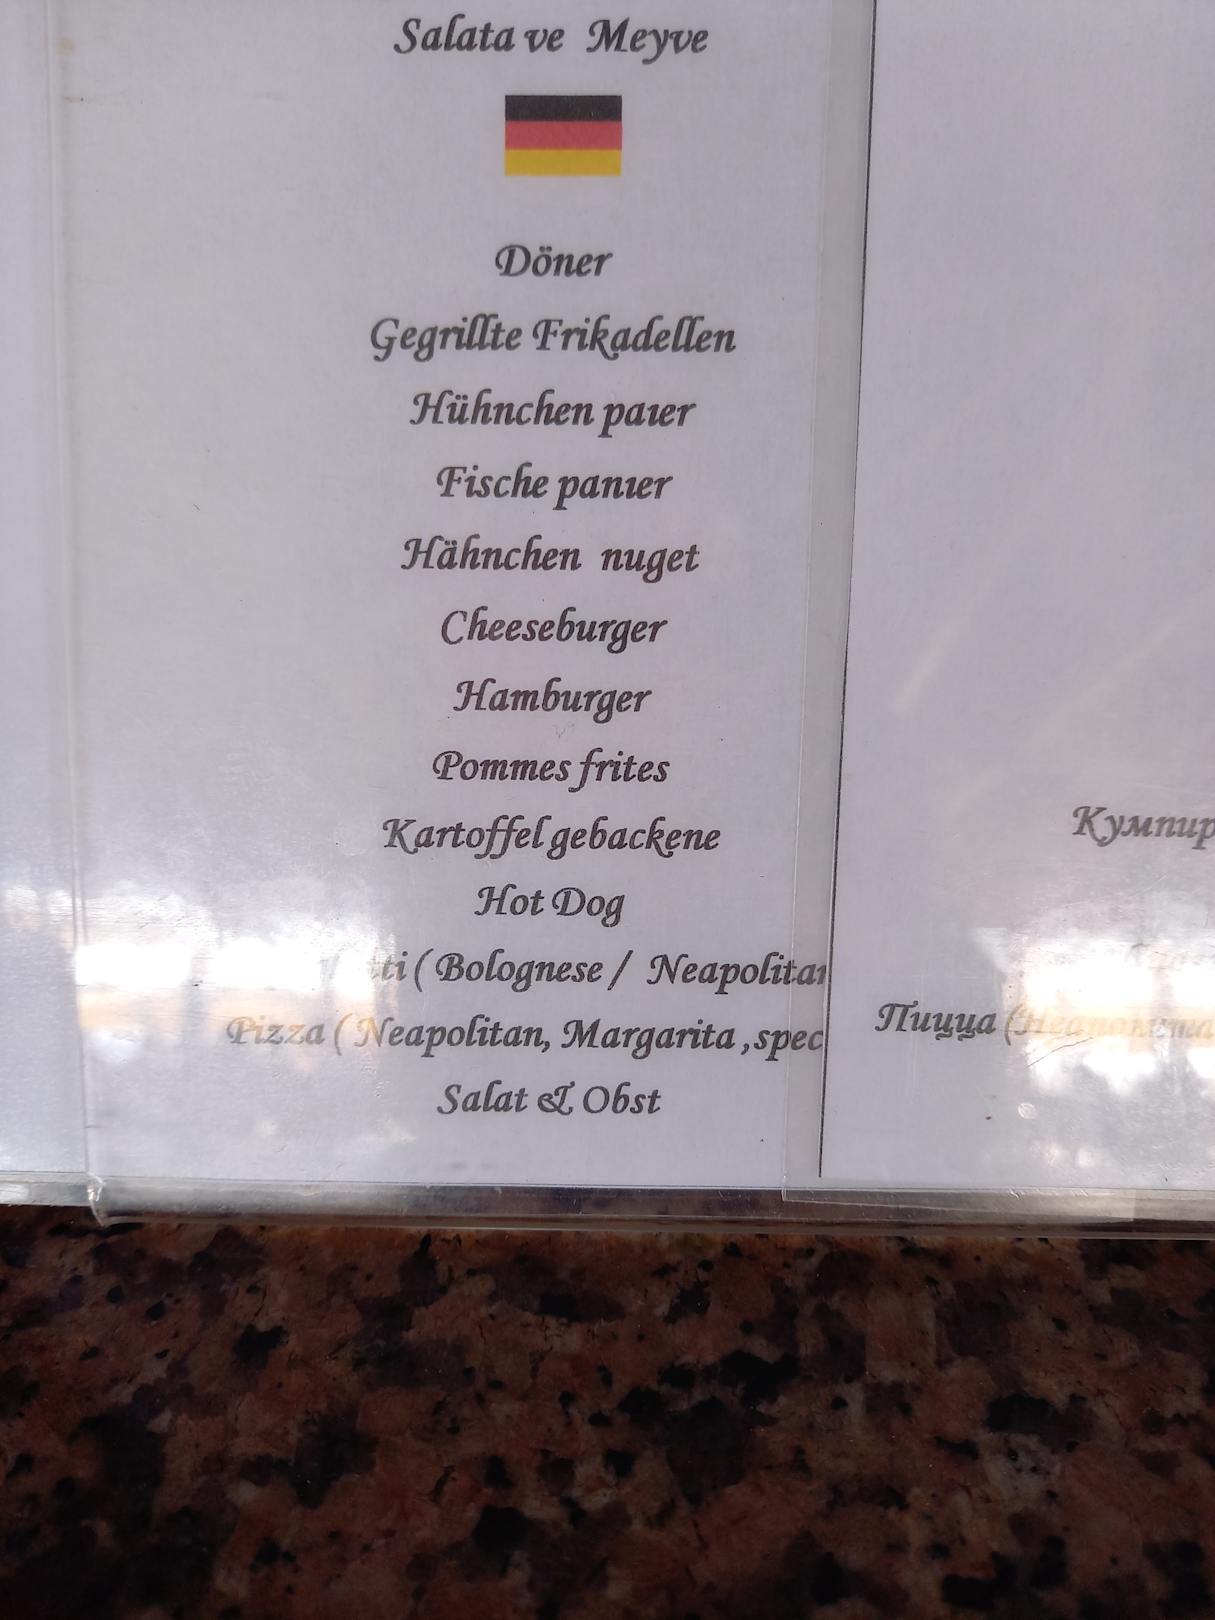 Salata ve Meyve
Döner
Gegrillte Frikadellen
Hühnchen paıer
Fische panıer
Hähnchen nuget
Cheeseburger
Hamburger
Pommes frites
Kartoffel gebackene
Hot Dog
( Bolognese / Neapolitan
Pizza ( Neapolitan, Margarita , spec
Salat & Obst
Кумпир
Пицца (Неаполита